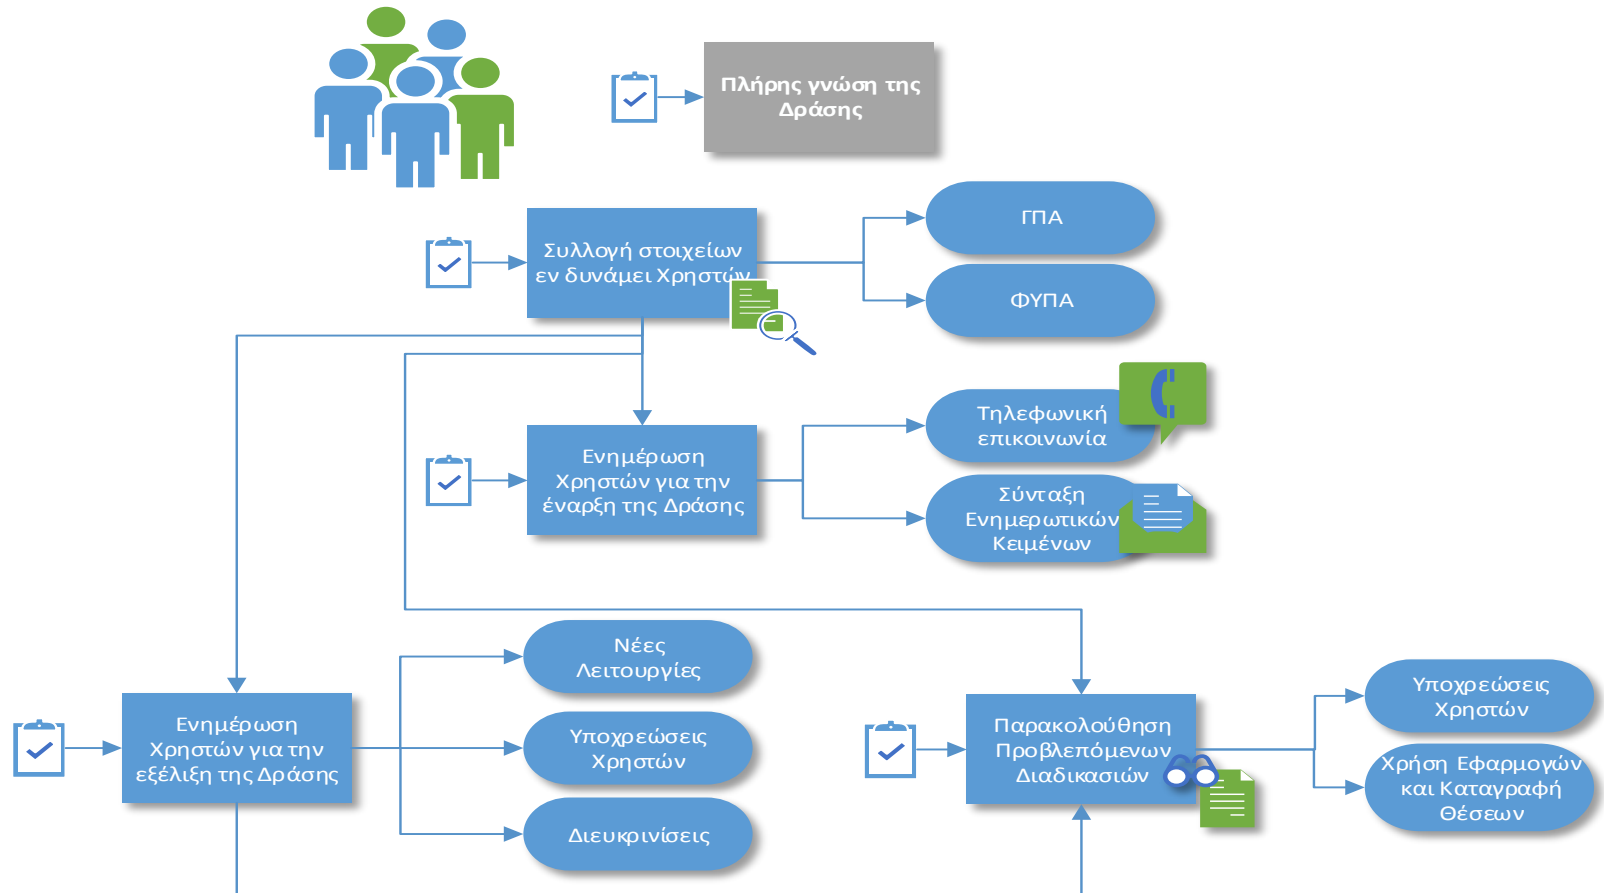 Πλήρης γνώση της
Δράσης
Συλλογή στοιχείων
εν δυνάμει Χρηστών
ΓΠΑ
ΦΥΠΑ
Ενημέρωση
Χρηστών για την
έναρξη της Δράσης
Τηλεφωνική
επικοινωνία
Σύνταξη
Ενημερωτικών
Κειμένων
Ενημέρωση
Χρηστών για την
εξέλιξη της Δράσης
Νέες
Λειτουργίες
Υποχρεώσεις
Χρηστών
Διευκρινίσεις
Παρακολούθηση
Προβλεπόμενων
Διαδικασιών
Υποχρεώσεις
Χρηστών
Χρήση Εφαρμογών
και Καταγραφή
Θέσεων